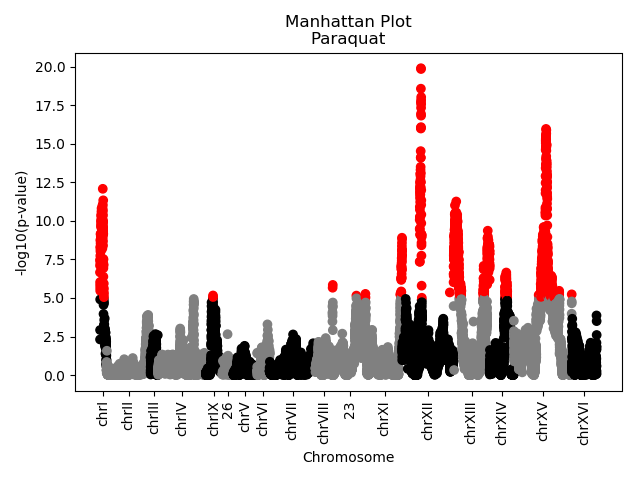 Manhattan Plot
Paraquat
20.0
17.5
15.0
12.5
10.0
7.5
5.0
2.5
0.0
-log10(p-value)
chrI
chrII
chrIII
chrIV
chrIX
26
chrV
chrVI
chrVII
chrVIII
23
chrXI
chrXII
chrXIII
chrXIV
chrXV
chrXVI
Chromosome